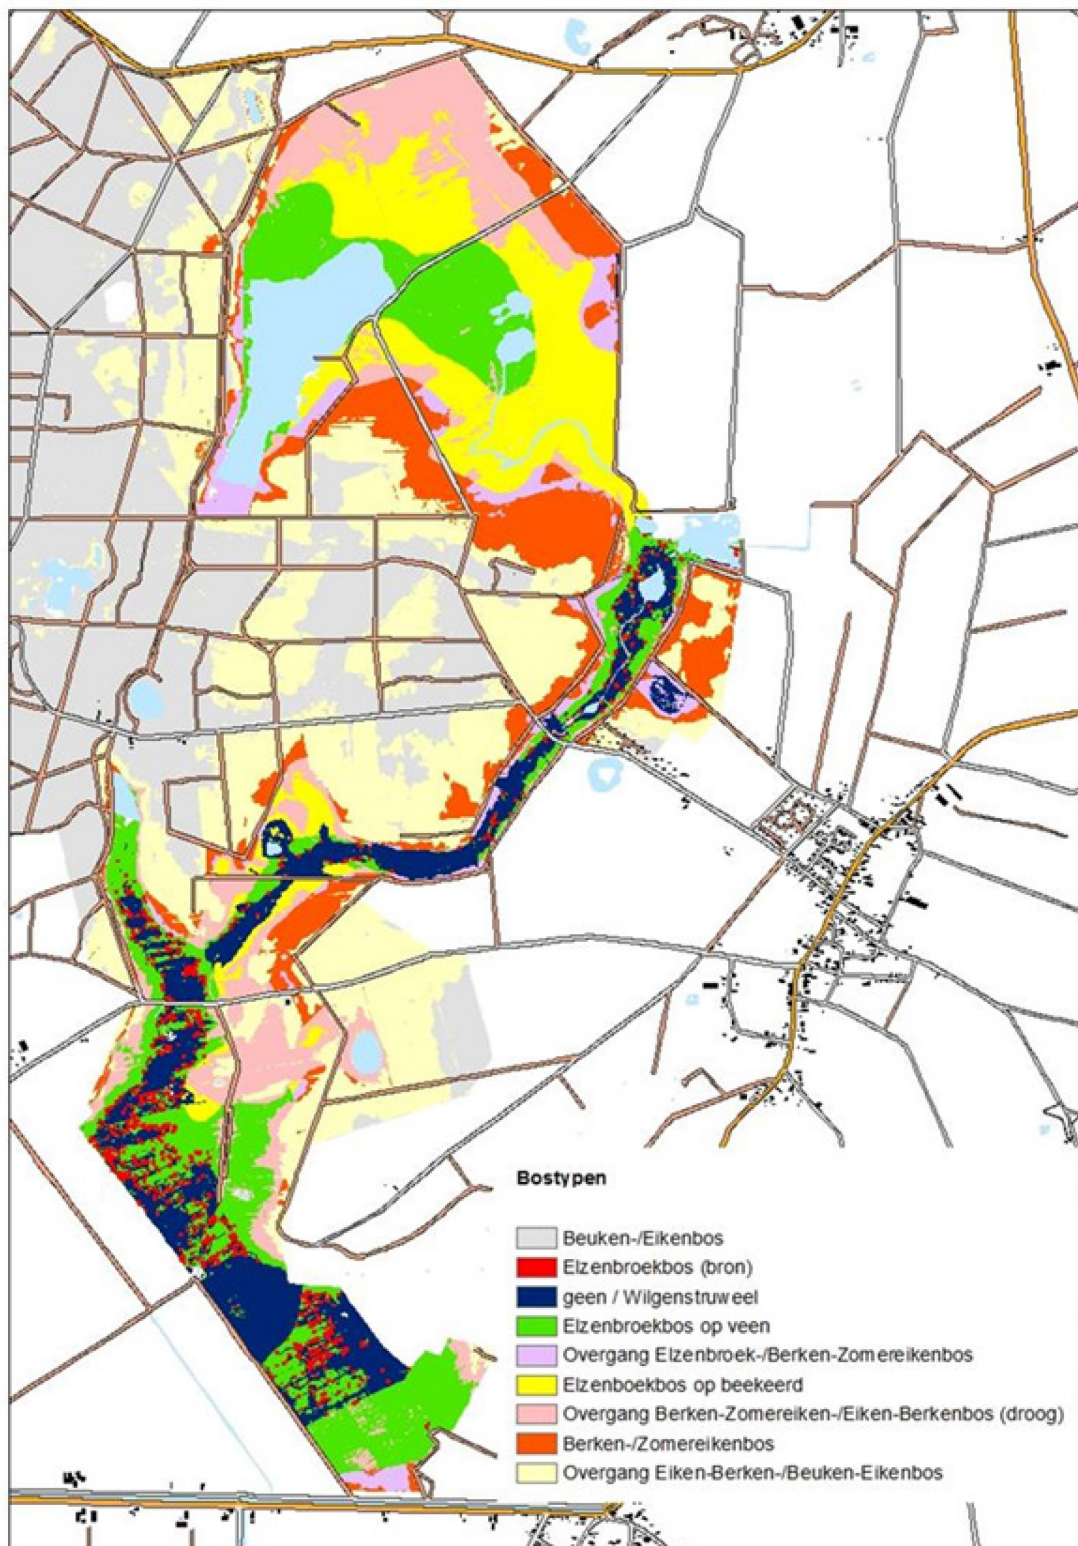 Bostypen
Beuken-/Eikenbos
Elzenbroekbos (bron)
geen / Wilgenstruweel
Elzenbroekbos op veen
Overgang Elzenbroek-/Berken-Zomereikenbos
Elzenboekbos op beekeerd
Overgang Berken-Zomereiken-/Eiken-Berkenbos (droog)
Berken-/Zomereikenbos
Overgang Eiken-Berken-/Beuken-Eikenbos